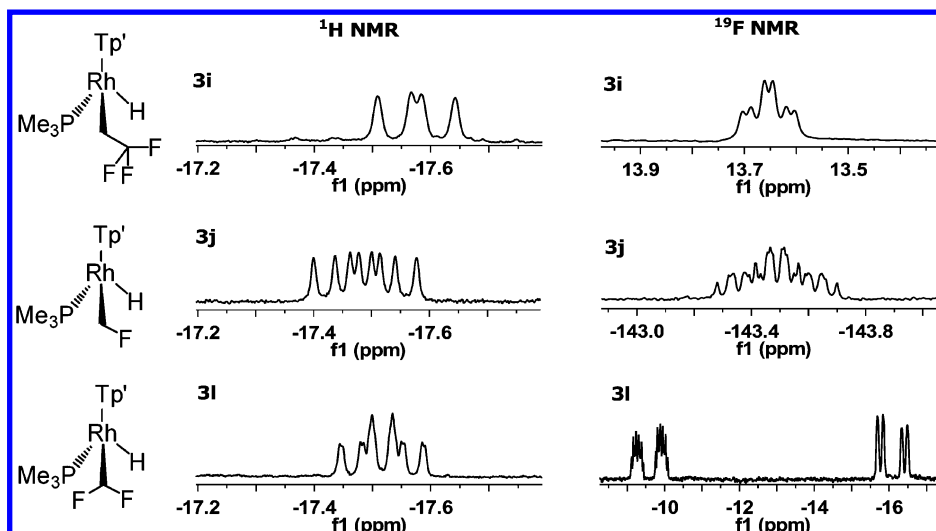 ¹H NMR
¹⁹F NMR
Tp'
Rh
H
Me₃P
F
F
F
3i
-17.2
-17.4
-17.6
f1 (ppm)
3i
13.9
13.7
13.5
f1 (ppm)
Tp'
Rh
H
Me₃P
F
3j
-17.2
-17.4
-17.6
f1 (ppm)
3j
-143.0
-143.4
-143.8
f1 (ppm)
Tp'
Rh
H
Me₃P
F
F
3l
-17.2
-17.4
-17.6
f1 (ppm)
3l
-10
-12
-14
-16
f1 (ppm)